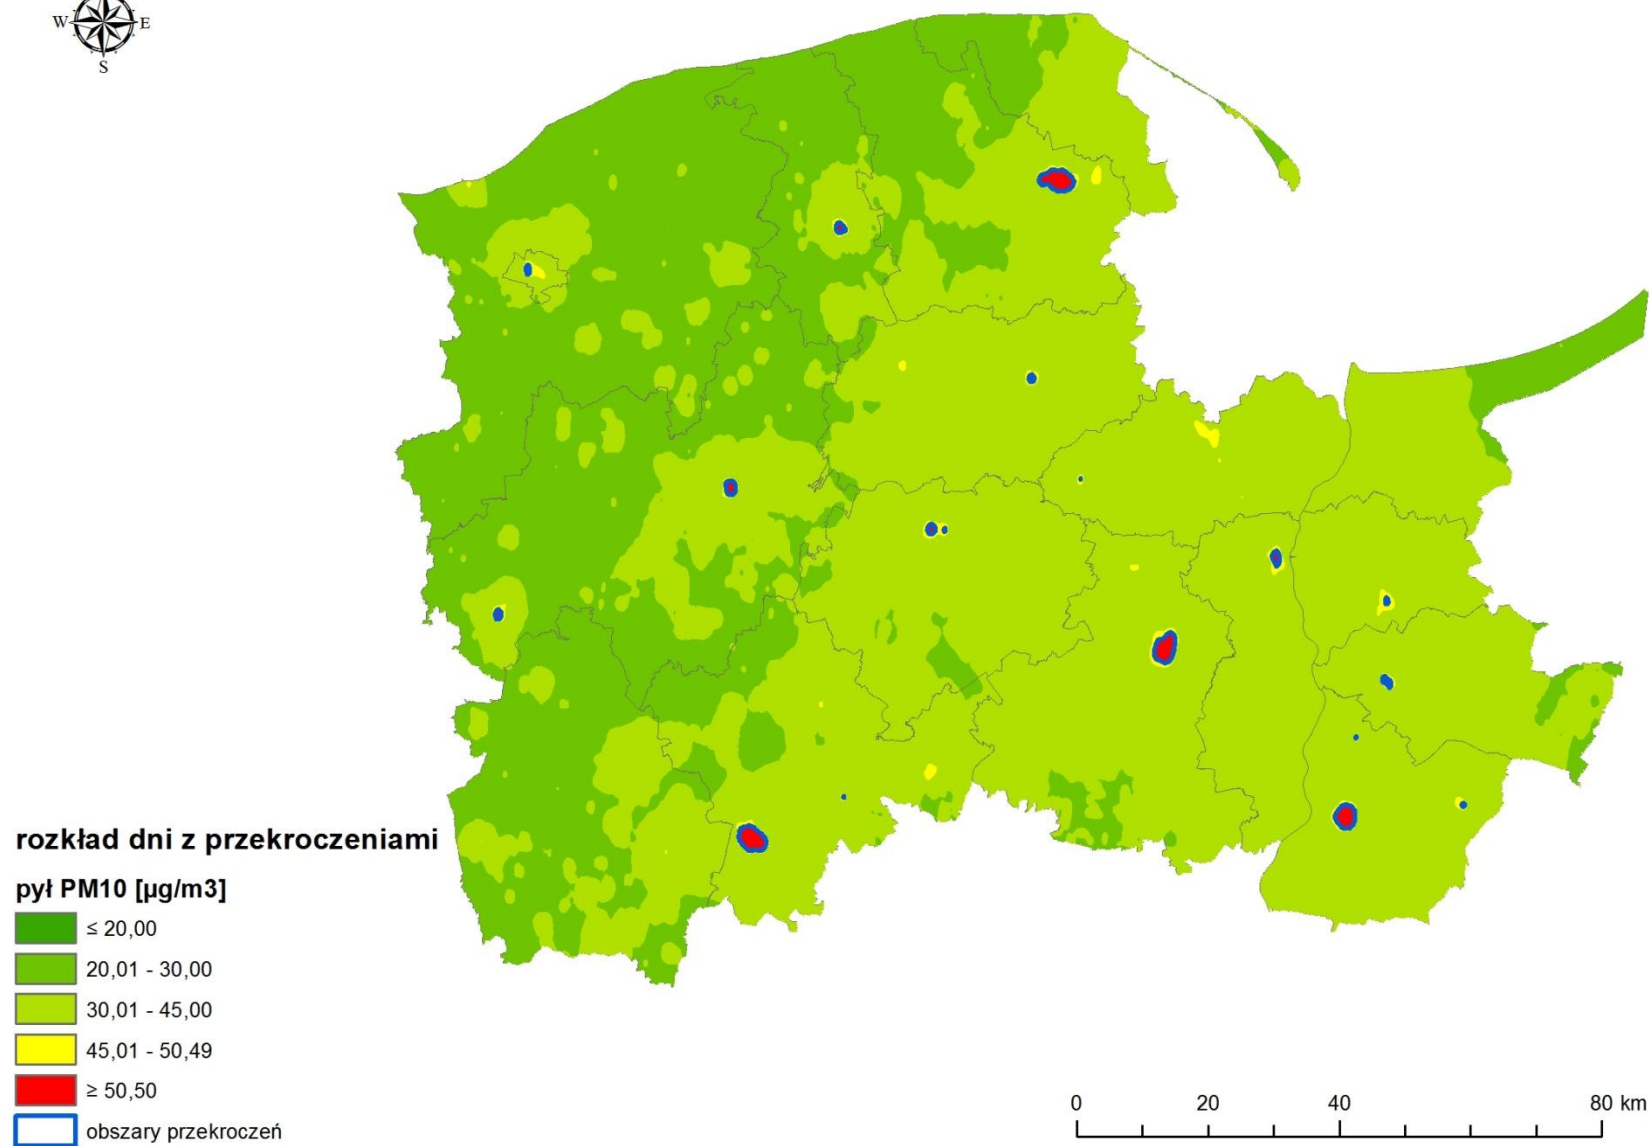 W E
S
rozkład dni z przekroczeniami
pył PM10 [µg/m3]
≤ 20,00
20,01 - 30,00
30,01 - 45,00
45,01 - 50,49
≥ 50,50
obszary przekroczeń
0 20 40 80 km